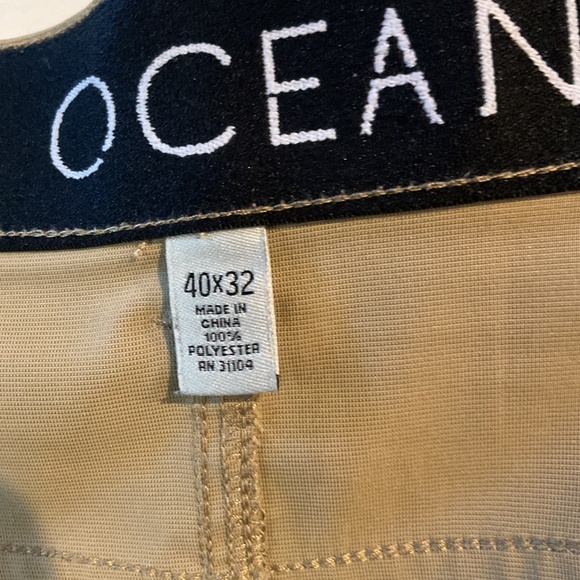 OCEAN
40x32
MADE IN
CHINA
100%
POLYESTER
RN 31104